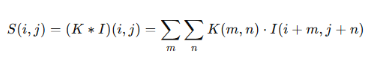 S(i, j) = (K ∗ I)(i, j) = ∑_m ∑_n K(m, n) · I(i + m, j + n)